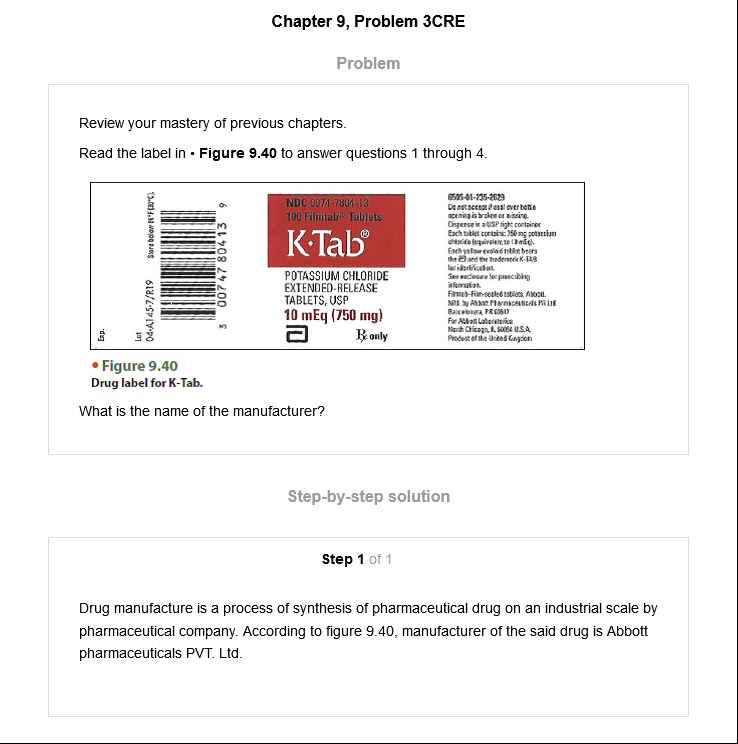 Chapter 9, Problem 3CRE
Problem
Review your mastery of previous chapters.
Read the label in • Figure 9.40 to answer questions 1 through 4.
Exp.
Lot
04-A145-7/R19 Store below 86°F (30°C).
3 0074780413 9
NDC 0074-7804-13
100 Filmtab® Tablets
K·Tab®
POTASSIUM CHLORIDE
EXTENDED-RELEASE
TABLETS, USP
10 mEq (750 mg)
Rx only
6505-01-235-2629
Do not accept if seal over bottle
opening is broken or missing.
Dispense in a USP tight container.
Each tablet contains: 750 mg potassium
chloride (equivalent to 10 mEq).
Each yellow ovaloid tablet bears
the and the trademark K-TAB
for identification.
See enclosure for prescribing
information.
Filmtab-Film-sealed tablets, Abbott.
Mfd. by Abbott Pharmaceuticals PR Ltd.
Barceloneta, PR 00617
For Abbott Laboratories
North Chicago, IL 60064 U.S.A.
Product of the United Kingdom
• Figure 9.40
Drug label for K-Tab.
What is the name of the manufacturer?
Step-by-step solution
Step 1 of 1
Drug manufacture is a process of synthesis of pharmaceutical drug on an industrial scale by
pharmaceutical company. According to figure 9.40, manufacturer of the said drug is Abbott
pharmaceuticals PVT. Ltd.